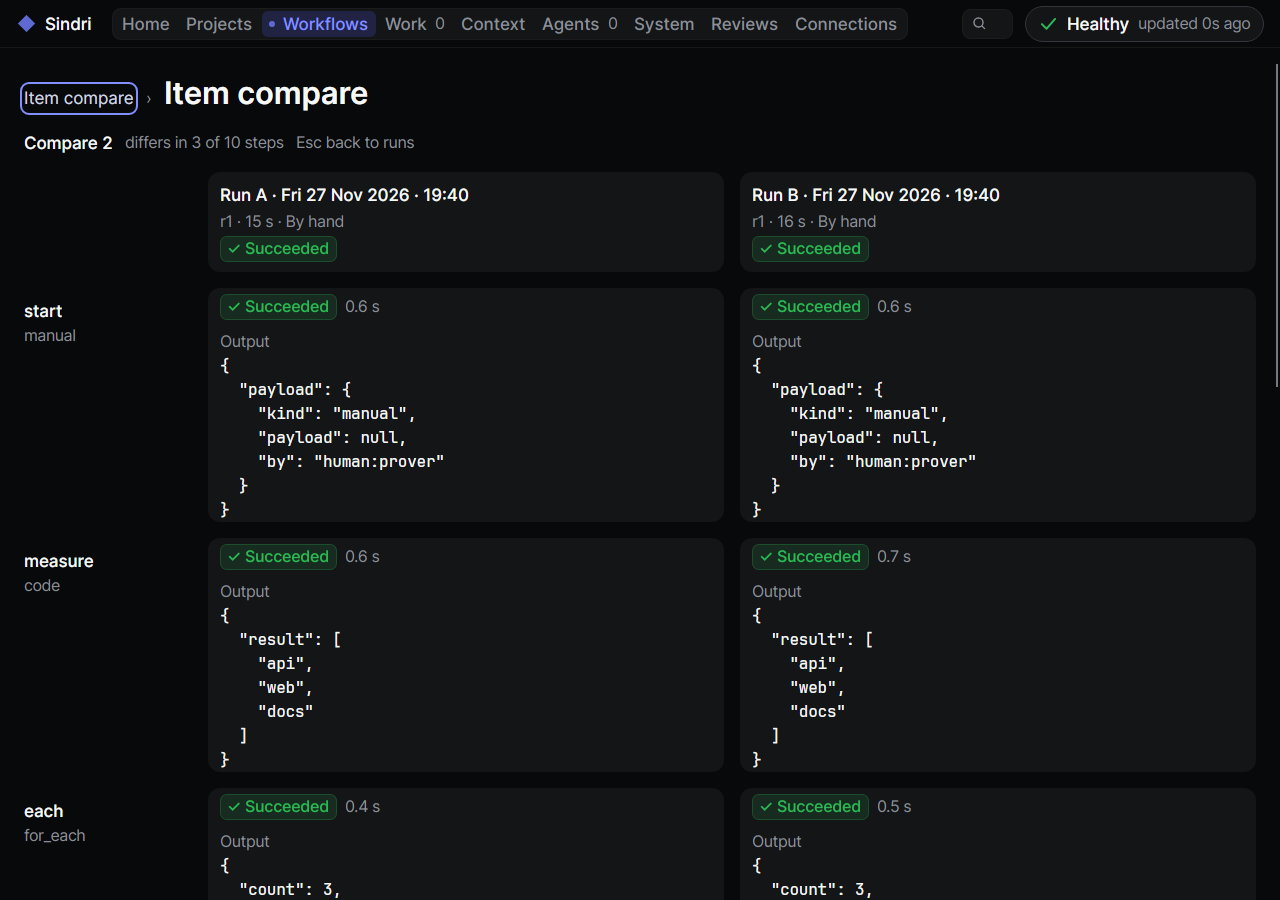 Sindri Home Projects Workflows Work 0 Context Agents 0 System Reviews Connections Healthy updated 0s ago
Item compare › Item compare
Compare 2 differs in 3 of 10 steps Esc back to runs
Run A · Fri 27 Nov 2026 · 19:40
r1 · 15 s · By hand
Succeeded
Run B · Fri 27 Nov 2026 · 19:40
r1 · 16 s · By hand
Succeeded
start
manual
Succeeded 0.6 s
Output
{
  "payload": {
    "kind": "manual",
    "payload": null,
    "by": "human:prover"
  }
}
Succeeded 0.6 s
Output
{
  "payload": {
    "kind": "manual",
    "payload": null,
    "by": "human:prover"
  }
}
measure
code
Succeeded 0.6 s
Output
{
  "result": [
    "api",
    "web",
    "docs"
  ]
}
Succeeded 0.7 s
Output
{
  "result": [
    "api",
    "web",
    "docs"
  ]
}
each
for_each
Succeeded 0.4 s
Output
{
  "count": 3,
Succeeded 0.5 s
Output
{
  "count": 3,